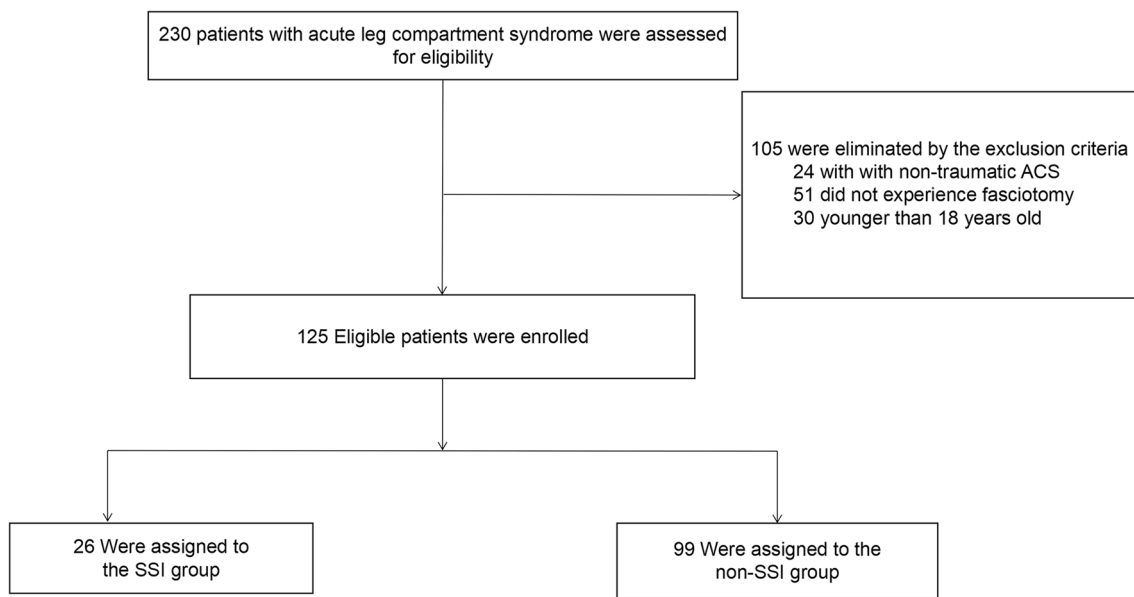 230 patients with acute leg compartment syndrome were assessed
for eligibility
105 were eliminated by the exclusion criteria
24 with with non-traumatic ACS
51 did not experience fasciotomy
30 younger than 18 years old
125 Eligible patients were enrolled
26 Were assigned to
the SSI group
99 Were assigned to the
non-SSI group